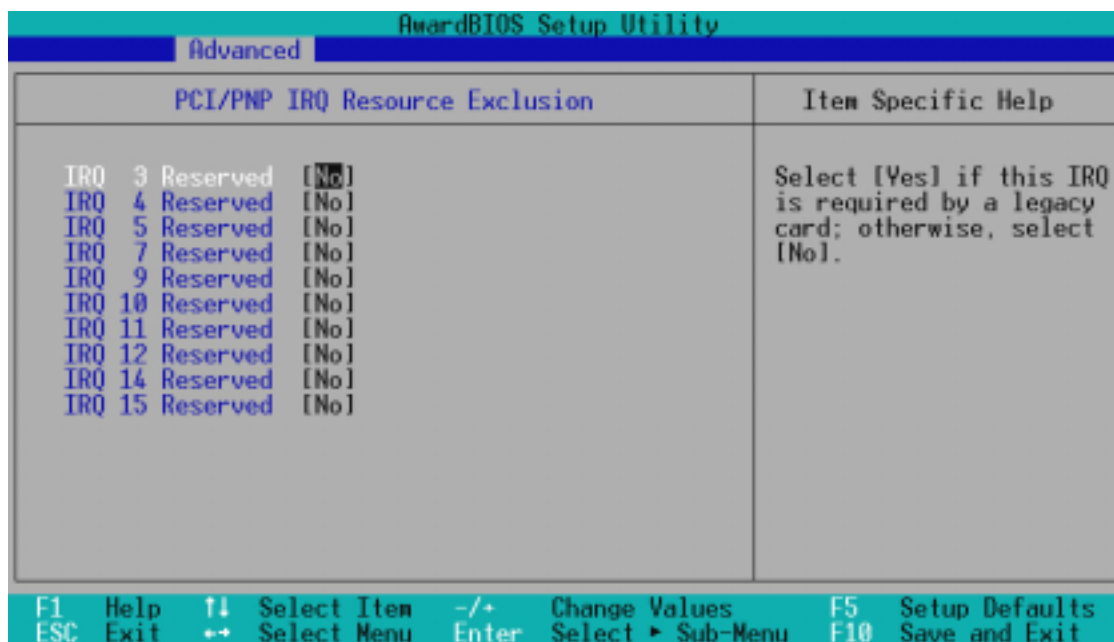 AwardBIOS Setup Utility
Advanced
PCI/PNP IRQ Resource Exclusion
IRQ 3 Reserved [No]
IRQ 4 Reserved [No]
IRQ 5 Reserved [No]
IRQ 7 Reserved [No]
IRQ 9 Reserved [No]
IRQ 10 Reserved [No]
IRQ 11 Reserved [No]
IRQ 12 Reserved [No]
IRQ 14 Reserved [No]
IRQ 15 Reserved [No]
Item Specific Help
Select [Yes] if this IRQ
is required by a legacy
card; otherwise, select
[No].
F1 Help ↑↓ Select Item -/+ Change Values F5 Setup Defaults
ESC Exit ←→ Select Menu Enter Select ► Sub-Menu F10 Save and Exit